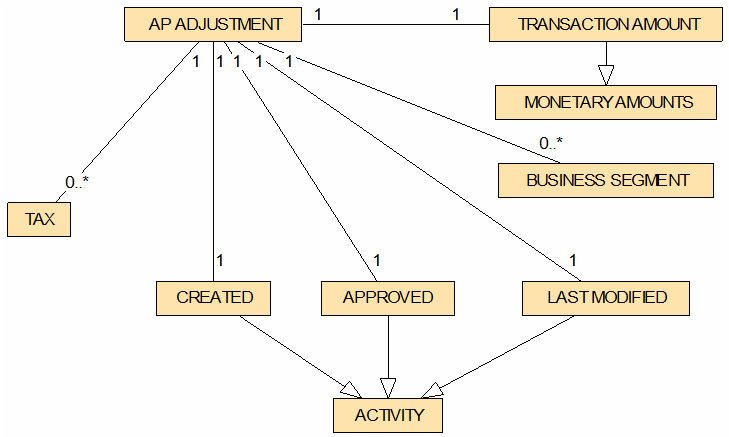 AP ADJUSTMENT 1 1 TRANSACTION AMOUNT
1 1 1 1 1
MONETARY AMOUNTS
0..*
BUSINESS SEGMENT
0..*
TAX
1 1 1
CREATED APPROVED LAST MODIFIED
ACTIVITY